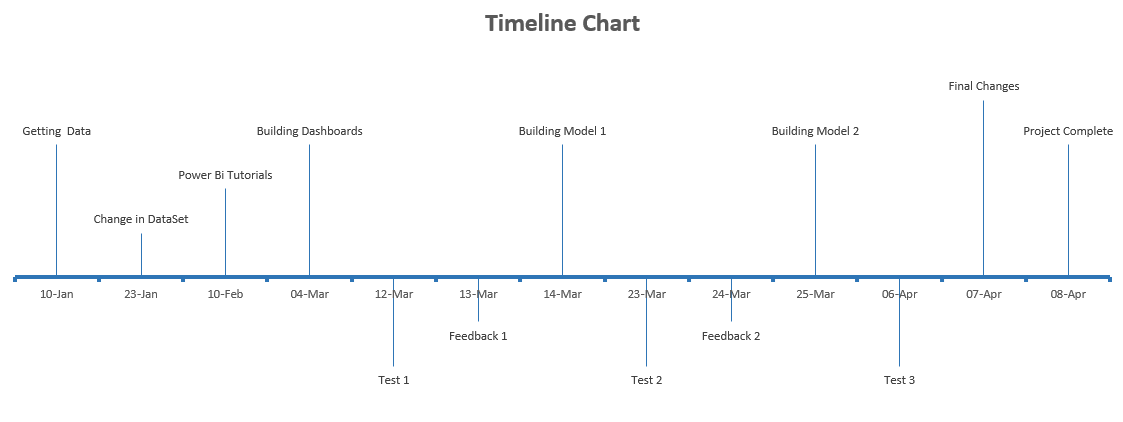 Timeline Chart
Final Changes
Getting  Data
Building Dashboards
Building Model 1
Building Model 2
Project Complete
Power Bi Tutorials
Change in DataSet
10-Jan
23-Jan
10-Feb
04-Mar
12-Mar
13-Mar
14-Mar
23-Mar
24-Mar
25-Mar
06-Apr
07-Apr
08-Apr
Feedback 1
Feedback 2
Test 1
Test 2
Test 3